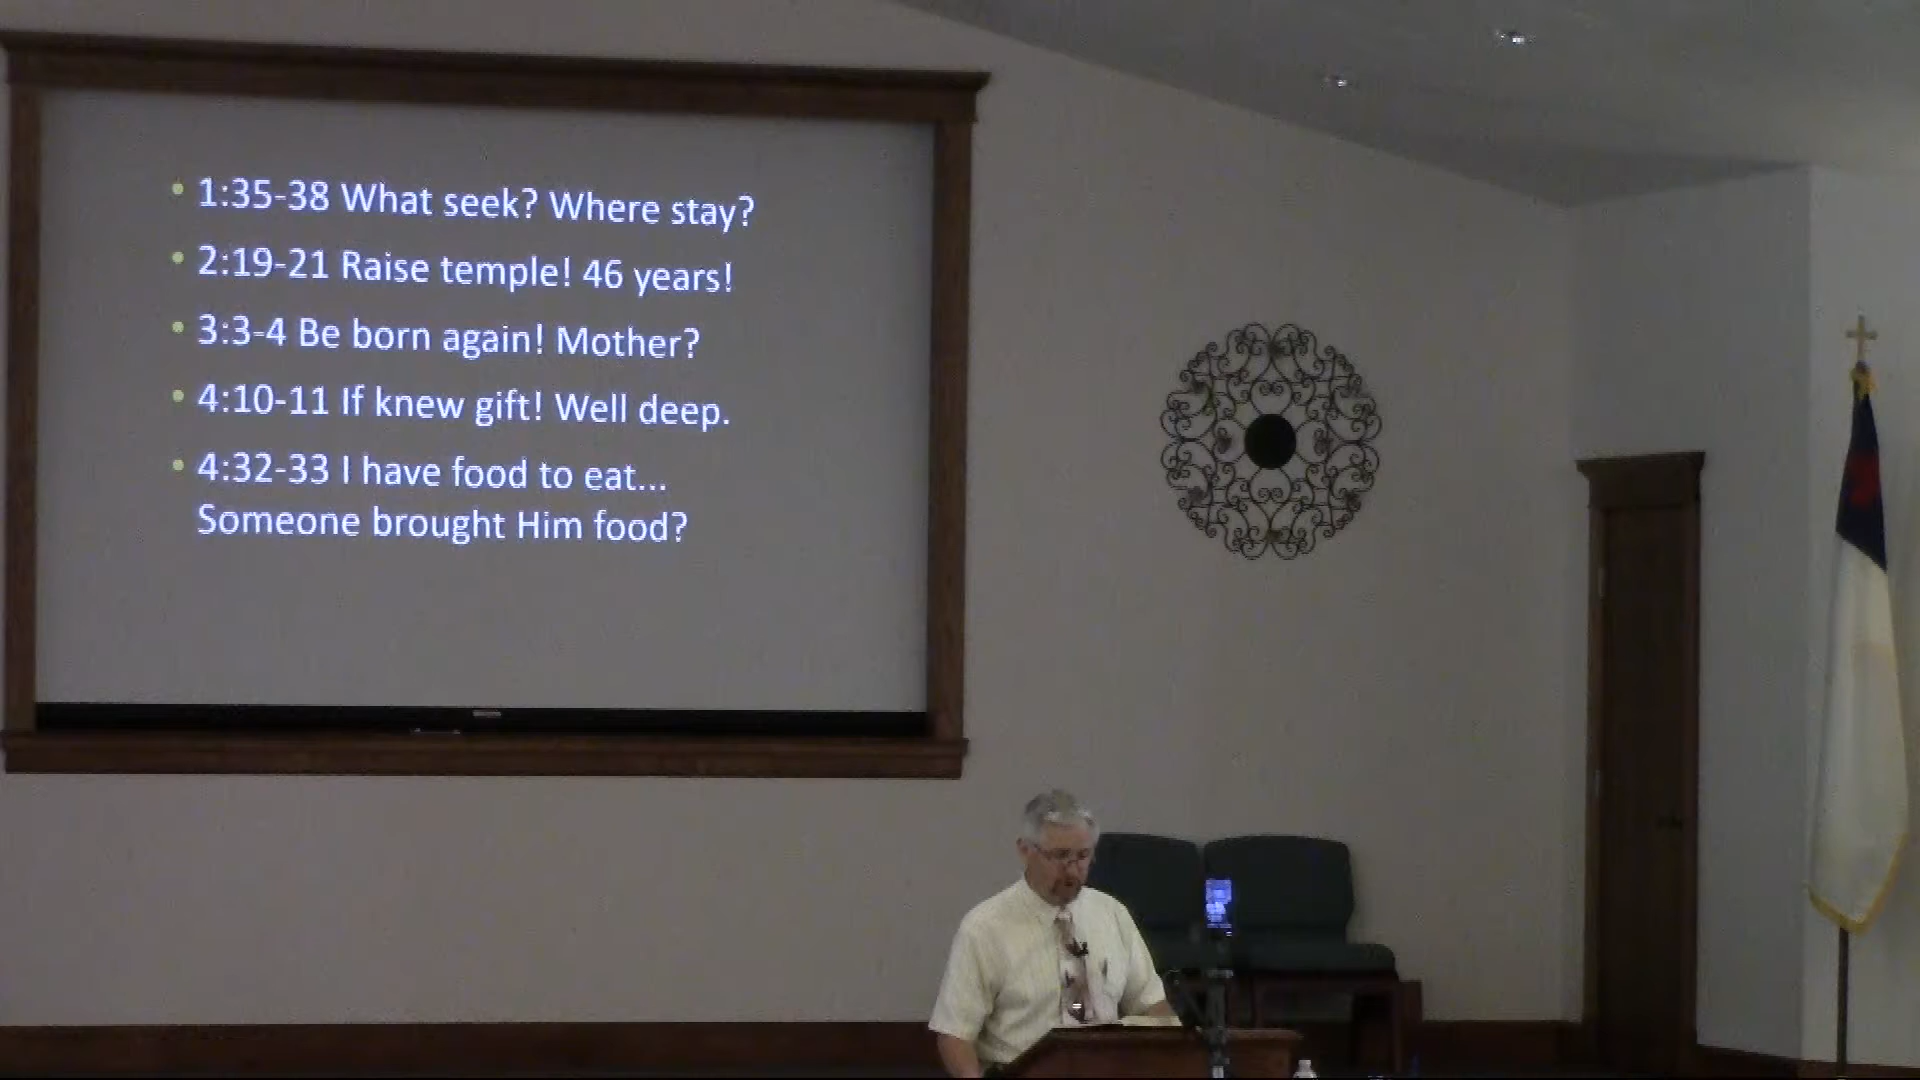 • 1:35-38 What seek? Where stay?
• 2:19-21 Raise temple! 46 years!
• 3:3-4 Be born again! Mother?
• 4:10-11 If knew gift! Well deep.
• 4:32-33 I have food to eat...
Someone brought Him food?